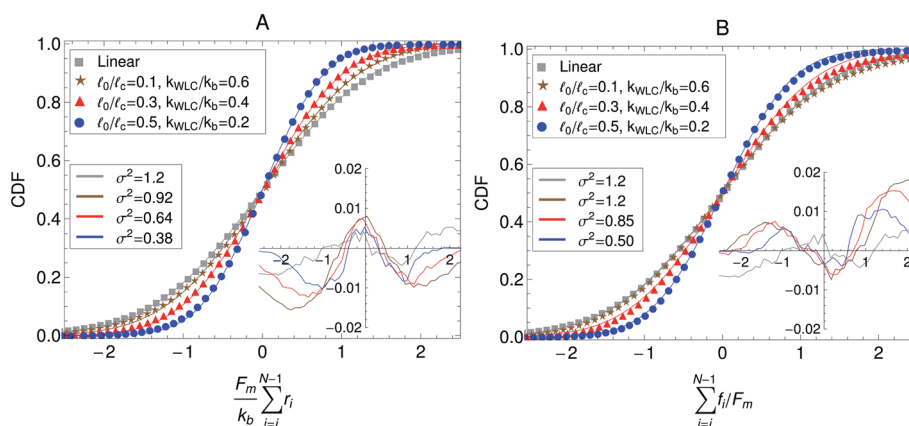 A
CDF
1.0
0.8
0.6
0.4
0.2
0.0
Linear
ℓ0/ℓc=0.1, kWLC/kb=0.6
ℓ0/ℓc=0.3, kWLC/kb=0.4
ℓ0/ℓc=0.5, kWLC/kb=0.2
σ²=1.2
σ²=0.92
σ²=0.64
σ²=0.38
0.02
0.01
−2 −1 1 2
−0.01
−0.02
−2 −1 0 1 2
Fm/kb ∑_{i=i}^{N−1} ri
B
CDF
1.0
0.8
0.6
0.4
0.2
0.0
Linear
ℓ0/ℓc=0.1, kWLC/kb=0.6
ℓ0/ℓc=0.3, kWLC/kb=0.4
ℓ0/ℓc=0.5, kWLC/kb=0.2
σ²=1.2
σ²=1.2
σ²=0.85
σ²=0.50
0.02
0.01
−2 −1 1 2
−0.01
−0.02
−2 −1 0 1 2
∑_{i=i}^{N−1} fi/Fm